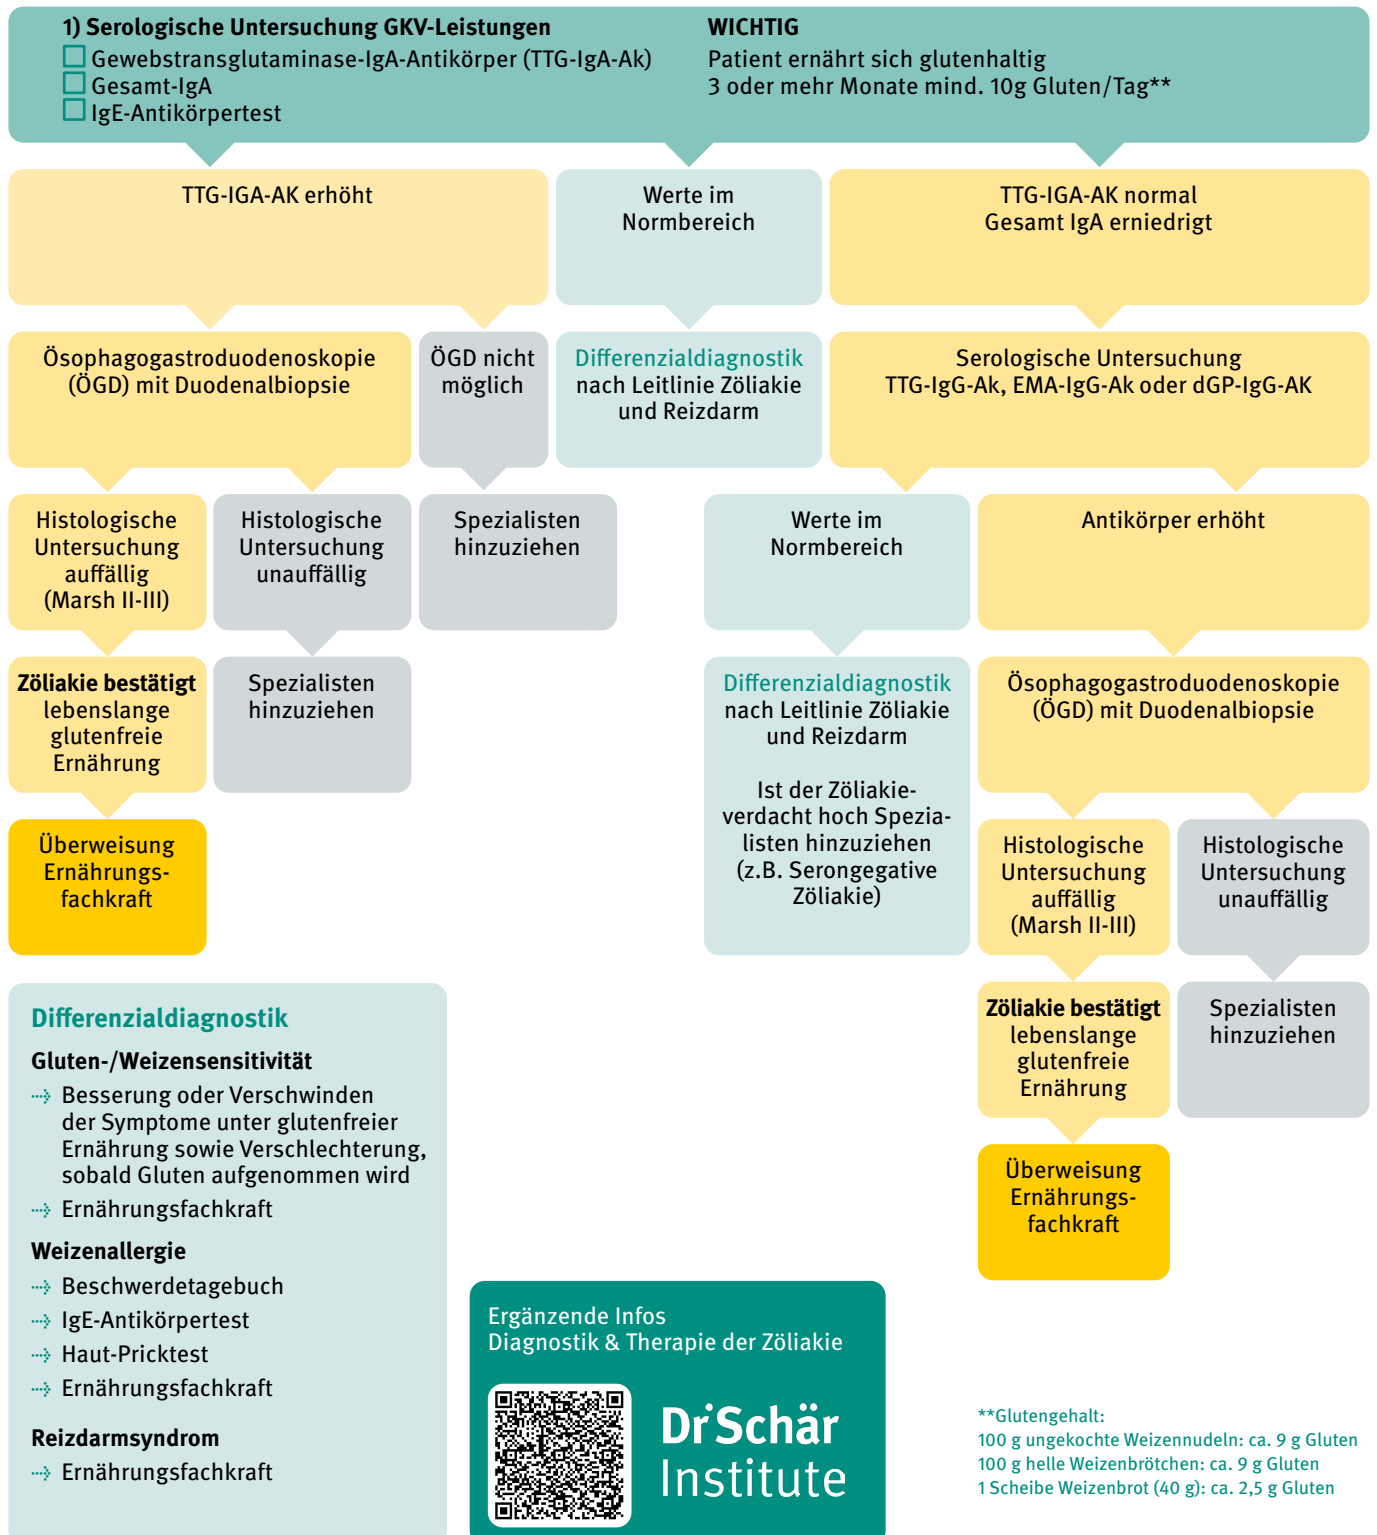 1) Serologische Untersuchung GKV-Leistungen
Gewebstransglutaminase-IgA-Antikörper (TTG-IgA-Ak)
Gesamt-IgA
IgE-Antikörpertest
WICHTIG
Patient ernährt sich glutenhaltig
3 oder mehr Monate mind. 10g Gluten/Tag**
TTG-IGA-AK erhöht
Werte im
Normbereich
TTG-IGA-AK normal
Gesamt IgA erniedrigt
Ösophagogastroduodenoskopie
(ÖGD) mit Duodenalbiopsie
ÖGD nicht
möglich
Differenzialdiagnostik
nach Leitlinie Zöliakie
und Reizdarm
Serologische Untersuchung
TTG-IgG-Ak, EMA-IgG-Ak oder dGP-IgG-AK
Histologische
Untersuchung
auffällig
(Marsh II-III)
Histologische
Untersuchung
unauffällig
Spezialisten
hinzuziehen
Werte im
Normbereich
Antikörper erhöht
Zöliakie bestätigt
lebenslange
glutenfreie
Ernährung
Spezialisten
hinzuziehen
Differenzialdiagnostik
nach Leitlinie Zöliakie
und Reizdarm
Ist der Zöliakie-
verdacht hoch Spezia-
listen hinzuziehen
(z.B. Serongegative
Zöliakie)
Ösophagogastroduodenoskopie
(ÖGD) mit Duodenalbiopsie
Überweisung
Ernährungs-
fachkraft
Histologische
Untersuchung
auffällig
(Marsh II-III)
Histologische
Untersuchung
unauffällig
Zöliakie bestätigt
lebenslange
glutenfreie
Ernährung
Spezialisten
hinzuziehen
Überweisung
Ernährungs-
fachkraft
Differenzialdiagnostik
Gluten-/Weizensensitivität
Besserung oder Verschwinden
der Symptome unter glutenfreier
Ernährung sowie Verschlechterung,
sobald Gluten aufgenommen wird
Ernährungsfachkraft
Weizenallergie
Beschwerdetagebuch
IgE-Antikörpertest
Haut-Pricktest
Ernährungsfachkraft
Reizdarmsyndrom
Ernährungsfachkraft
Ergänzende Infos
Diagnostik & Therapie der Zöliakie
Dr Schär
Institute
**Glutengehalt:
100 g ungekochte Weizennudeln: ca. 9 g Gluten
100 g helle Weizenbrötchen: ca. 9 g Gluten
1 Scheibe Weizenbrot (40 g): ca. 2,5 g Gluten